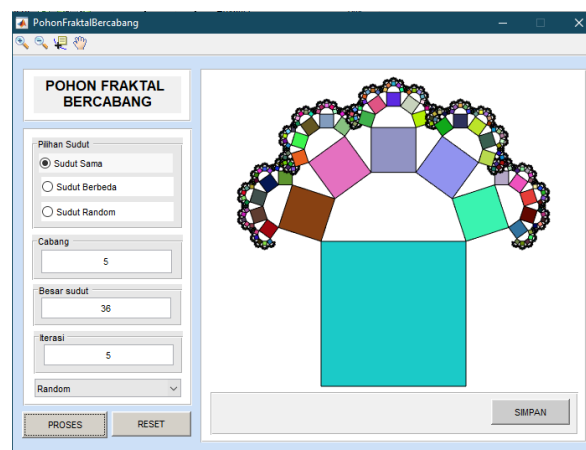 PohonFraktalBercabang
POHON FRAKTAL
BERCABANG
Pilihan Sudut
Sudut Sama
Sudut Berbeda
Sudut Random
Cabang
5
Besar sudut
36
Iterasi
5
Random
PROSES
RESET
SIMPAN